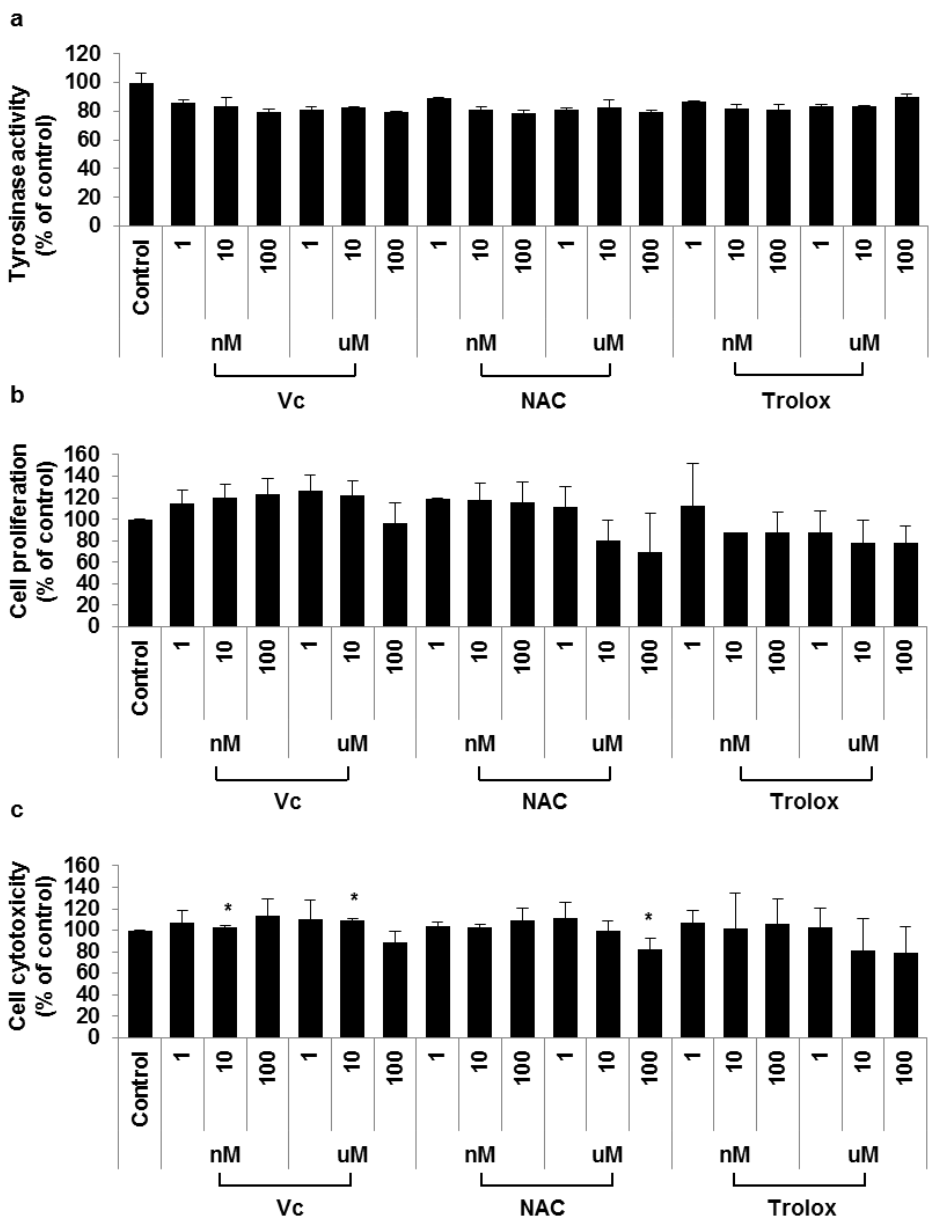 a
Tyrosinase activity
(% of control)
120
100
80
60
40
20
0
Control 1 10 100 1 10 100 1 10 100 1 10 100 1 10 100 1 10 100
nM uM nM uM nM uM
Vc NAC Trolox
b
Cell proliferation
(% of control)
160
140
120
100
80
60
40
20
0
Control 1 10 100 1 10 100 1 10 100 1 10 100 1 10 100 1 10 100
nM uM nM uM nM uM
Vc NAC Trolox
c
Cell cytotoxicity
(% of control)
160
140
120
100
80
60
40
20
0
* * *
Control 1 10 100 1 10 100 1 10 100 1 10 100 1 10 100 1 10 100
nM uM nM uM nM uM
Vc NAC Trolox